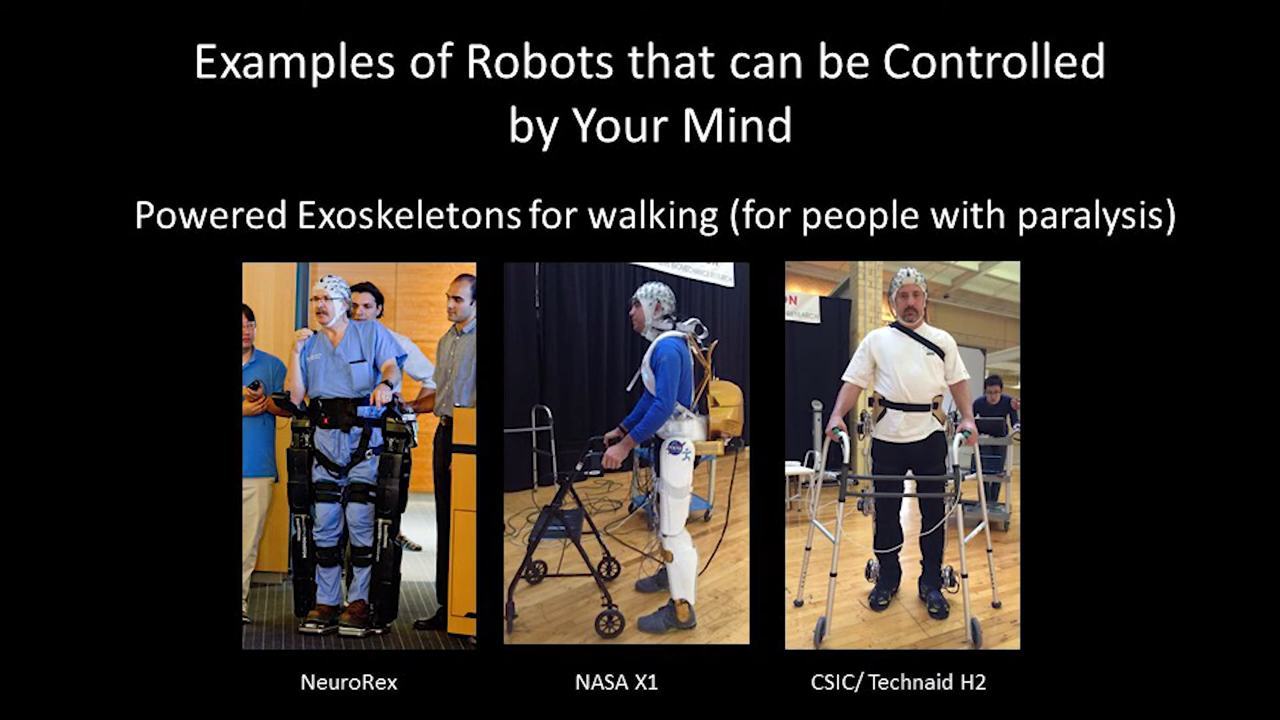 Examples of Robots that can be Controlled
by Your Mind
Powered Exoskeletons for walking (for people with paralysis)
NASA
NeuroRex
NASA X1
CSIC/ Technaid H2